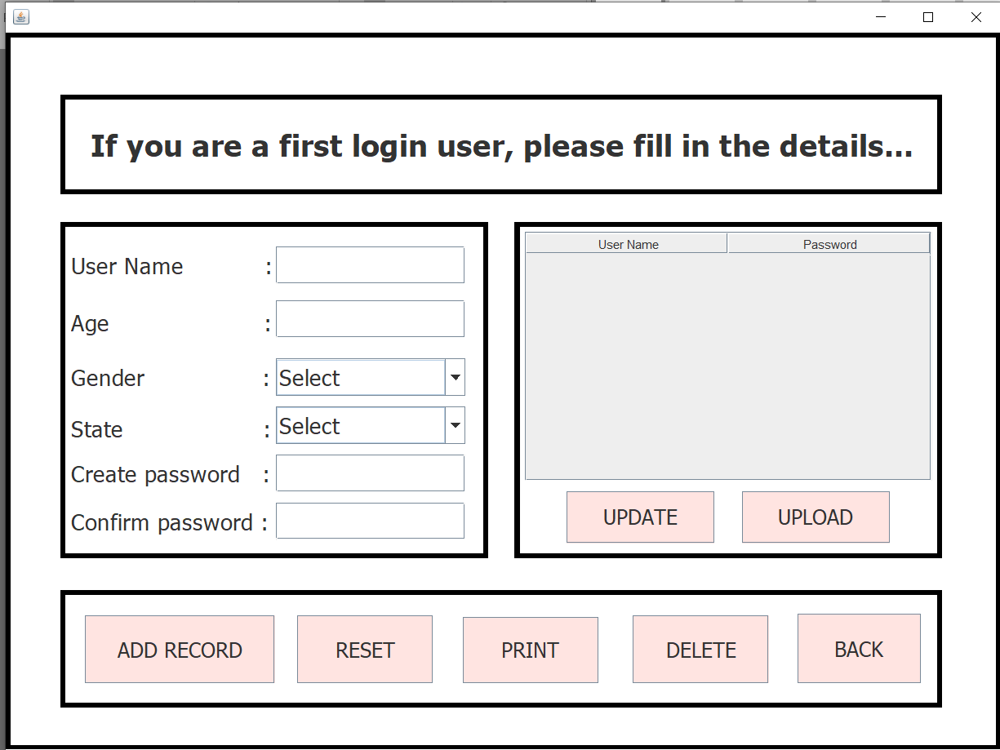 If you are a first login user, please fill in the details...
User Name :
Age :
Gender : Select
State : Select
Create password :
Confirm password :
User Name Password
UPDATE UPLOAD
ADD RECORD RESET PRINT DELETE BACK